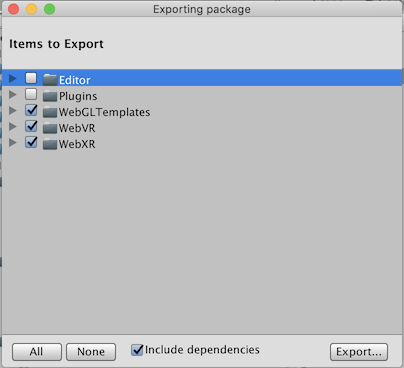 Exporting package
Items to Export
Editor
Plugins
WebGLTemplates
WebVR
WebXR
All None Include dependencies Export...